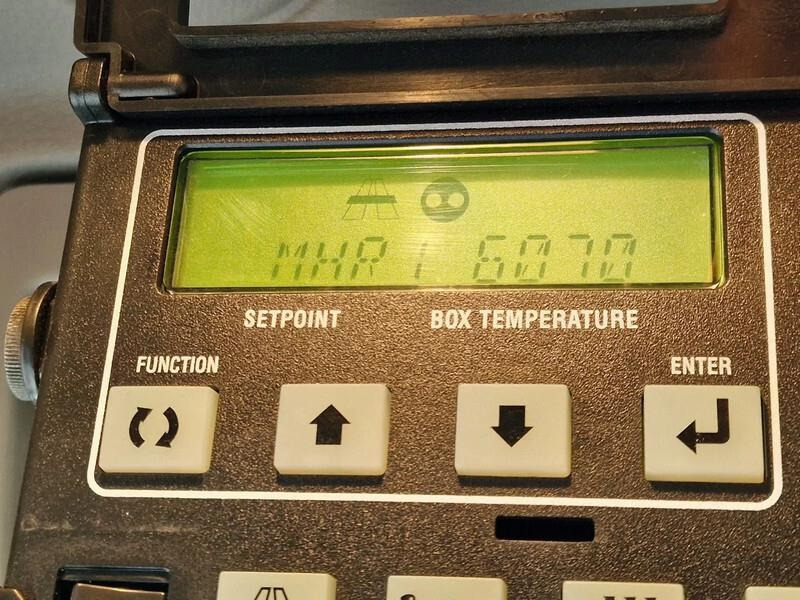 MHR1 6070
SETPOINT BOX TEMPERATURE
FUNCTION ENTER